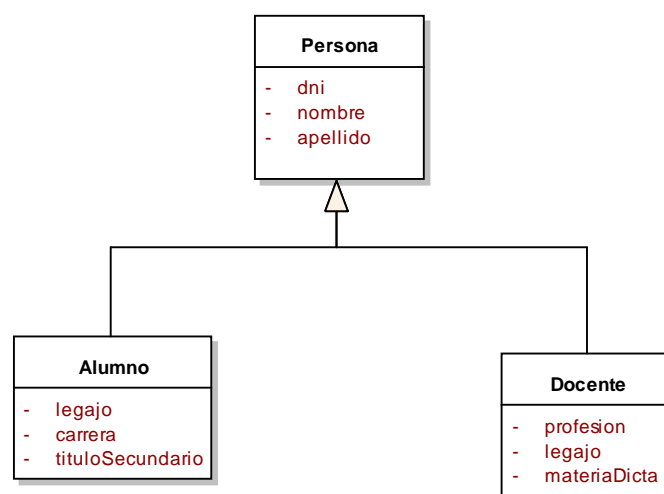 Persona
- dni
- nombre
- apellido
Alumno
- legajo
- carrera
- tituloSecundario
Docente
- profesion
- legajo
- materiaDicta